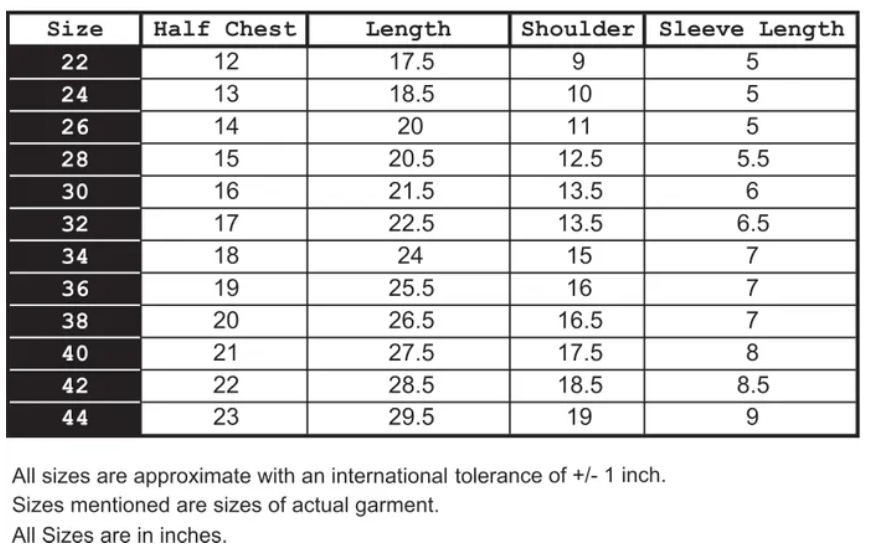 Size Half Chest Length Shoulder Sleeve Length
22 12 17.5 9 5
24 13 18.5 10 5
26 14 20 11 5
28 15 20.5 12.5 5.5
30 16 21.5 13.5 6
32 17 22.5 13.5 6.5
34 18 24 15 7
36 19 25.5 16 7
38 20 26.5 16.5 7
40 21 27.5 17.5 8
42 22 28.5 18.5 8.5
44 23 29.5 19 9
All sizes are approximate with an international tolerance of +/- 1 inch.
Sizes mentioned are sizes of actual garment.
All Sizes are in inches.